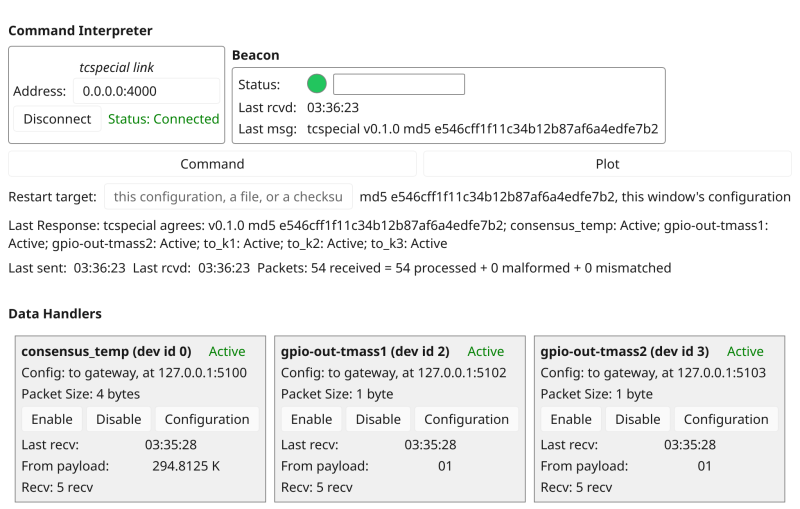 Command Interpreter
tcspecial link
Address: 0.0.0.0:4000
Disconnect Status: Connected
Beacon
Status:
Last rcvd: 03:36:23
Last msg: tcspecial v0.1.0 md5 e546cff1f11c34b12b87af6a4edfe7b2
Command Plot
Restart target: this configuration, a file, or a checksu md5 e546cff1f11c34b12b87af6a4edfe7b2, this window's configuration
Last Response: tcspecial agrees: v0.1.0 md5 e546cff1f11c34b12b87af6a4edfe7b2; consensus_temp: Active; gpio-out-tmass1:
Active; gpio-out-tmass2: Active; to_k1: Active; to_k2: Active; to_k3: Active
Last sent: 03:36:23 Last rcvd: 03:36:23 Packets: 54 received = 54 processed + 0 malformed + 0 mismatched
Data Handlers
consensus_temp (dev id 0) Active
Config: to gateway, at 127.0.0.1:5100
Packet Size: 4 bytes
Enable Disable Configuration
Last recv: 03:35:28
From payload: 294.8125 K
Recv: 5 recv
gpio-out-tmass1 (dev id 2) Active
Config: to gateway, at 127.0.0.1:5102
Packet Size: 1 byte
Enable Disable Configuration
Last recv: 03:35:28
From payload: 01
Recv: 5 recv
gpio-out-tmass2 (dev id 3) Active
Config: to gateway, at 127.0.0.1:5103
Packet Size: 1 byte
Enable Disable Configuration
Last recv: 03:35:28
From payload: 01
Recv: 5 recv